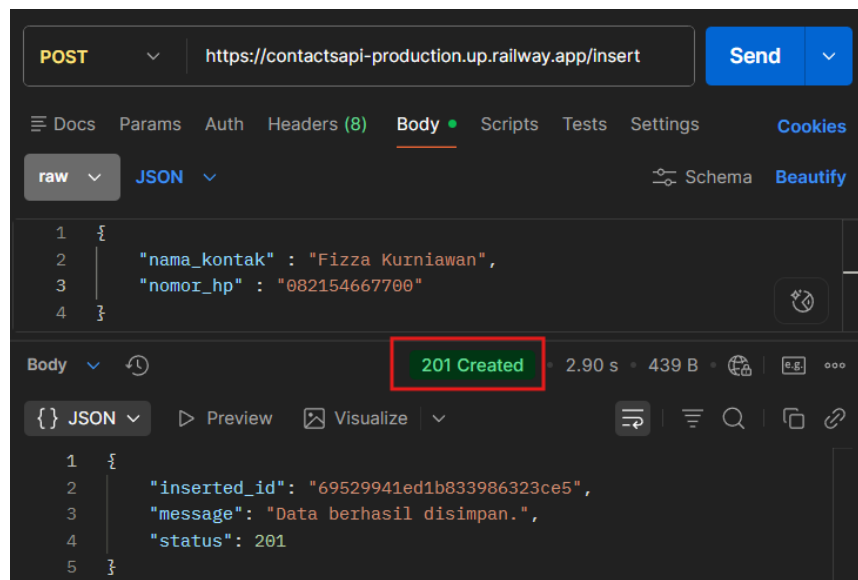 POST https://contactsapi-production.up.railway.app/insert Send
Docs Params Auth Headers (8) Body Scripts Tests Settings Cookies
raw JSON Schema Beautify
1 {
2 "nama_kontak" : "Fizza Kurniawan",
3 "nomor_hp" : "082154667700"
4 }
Body 201 Created 2.90 s 439 B e.g.
{} JSON Preview Visualize
1 {
2 "inserted_id": "69529941ed1b833986323ce5",
3 "message": "Data berhasil disimpan.",
4 "status": 201
5 }